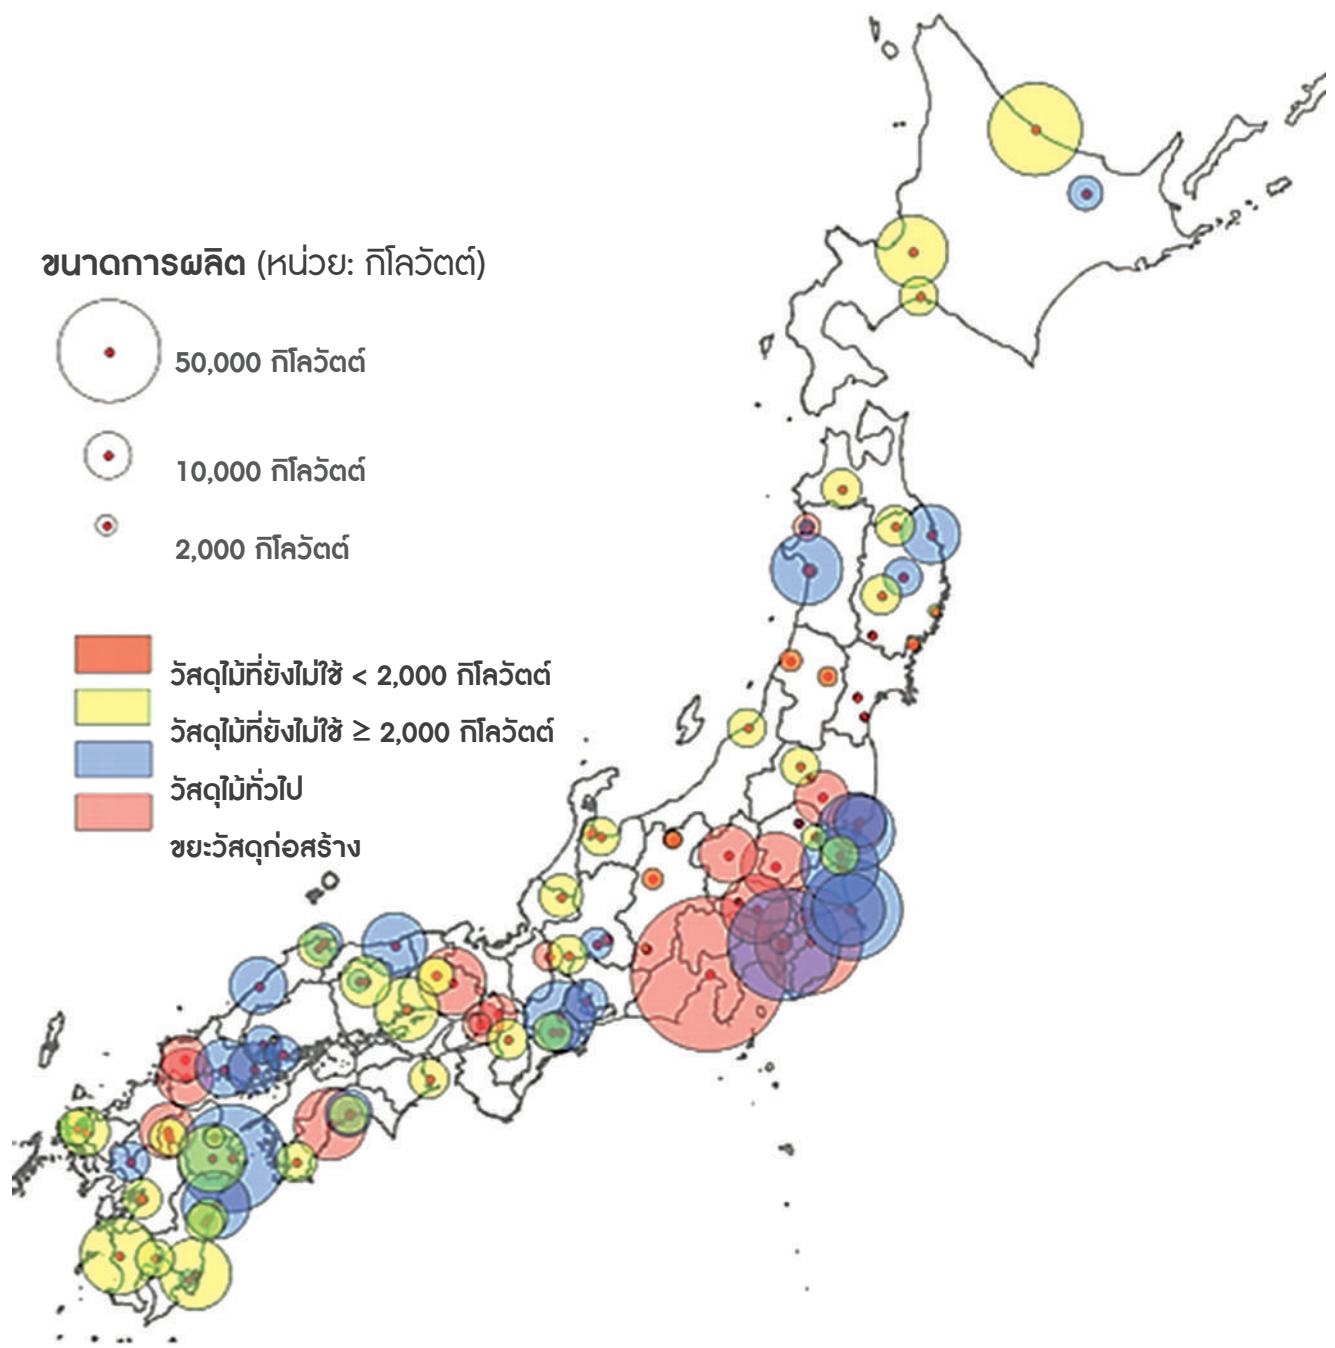 ขนาดการผลิต (หน่วย: กิโลวัตต์)
50,000 กิโลวัตต์
10,000 กิโลวัตต์
2,000 กิโลวัตต์
วัสดุไม้ที่ยังไม่ใช้ < 2,000 กิโลวัตต์
วัสดุไม้ที่ยังไม่ใช้ ≥ 2,000 กิโลวัตต์
วัสดุไม้ทั่วไป
ขยะวัสดุก่อสร้าง